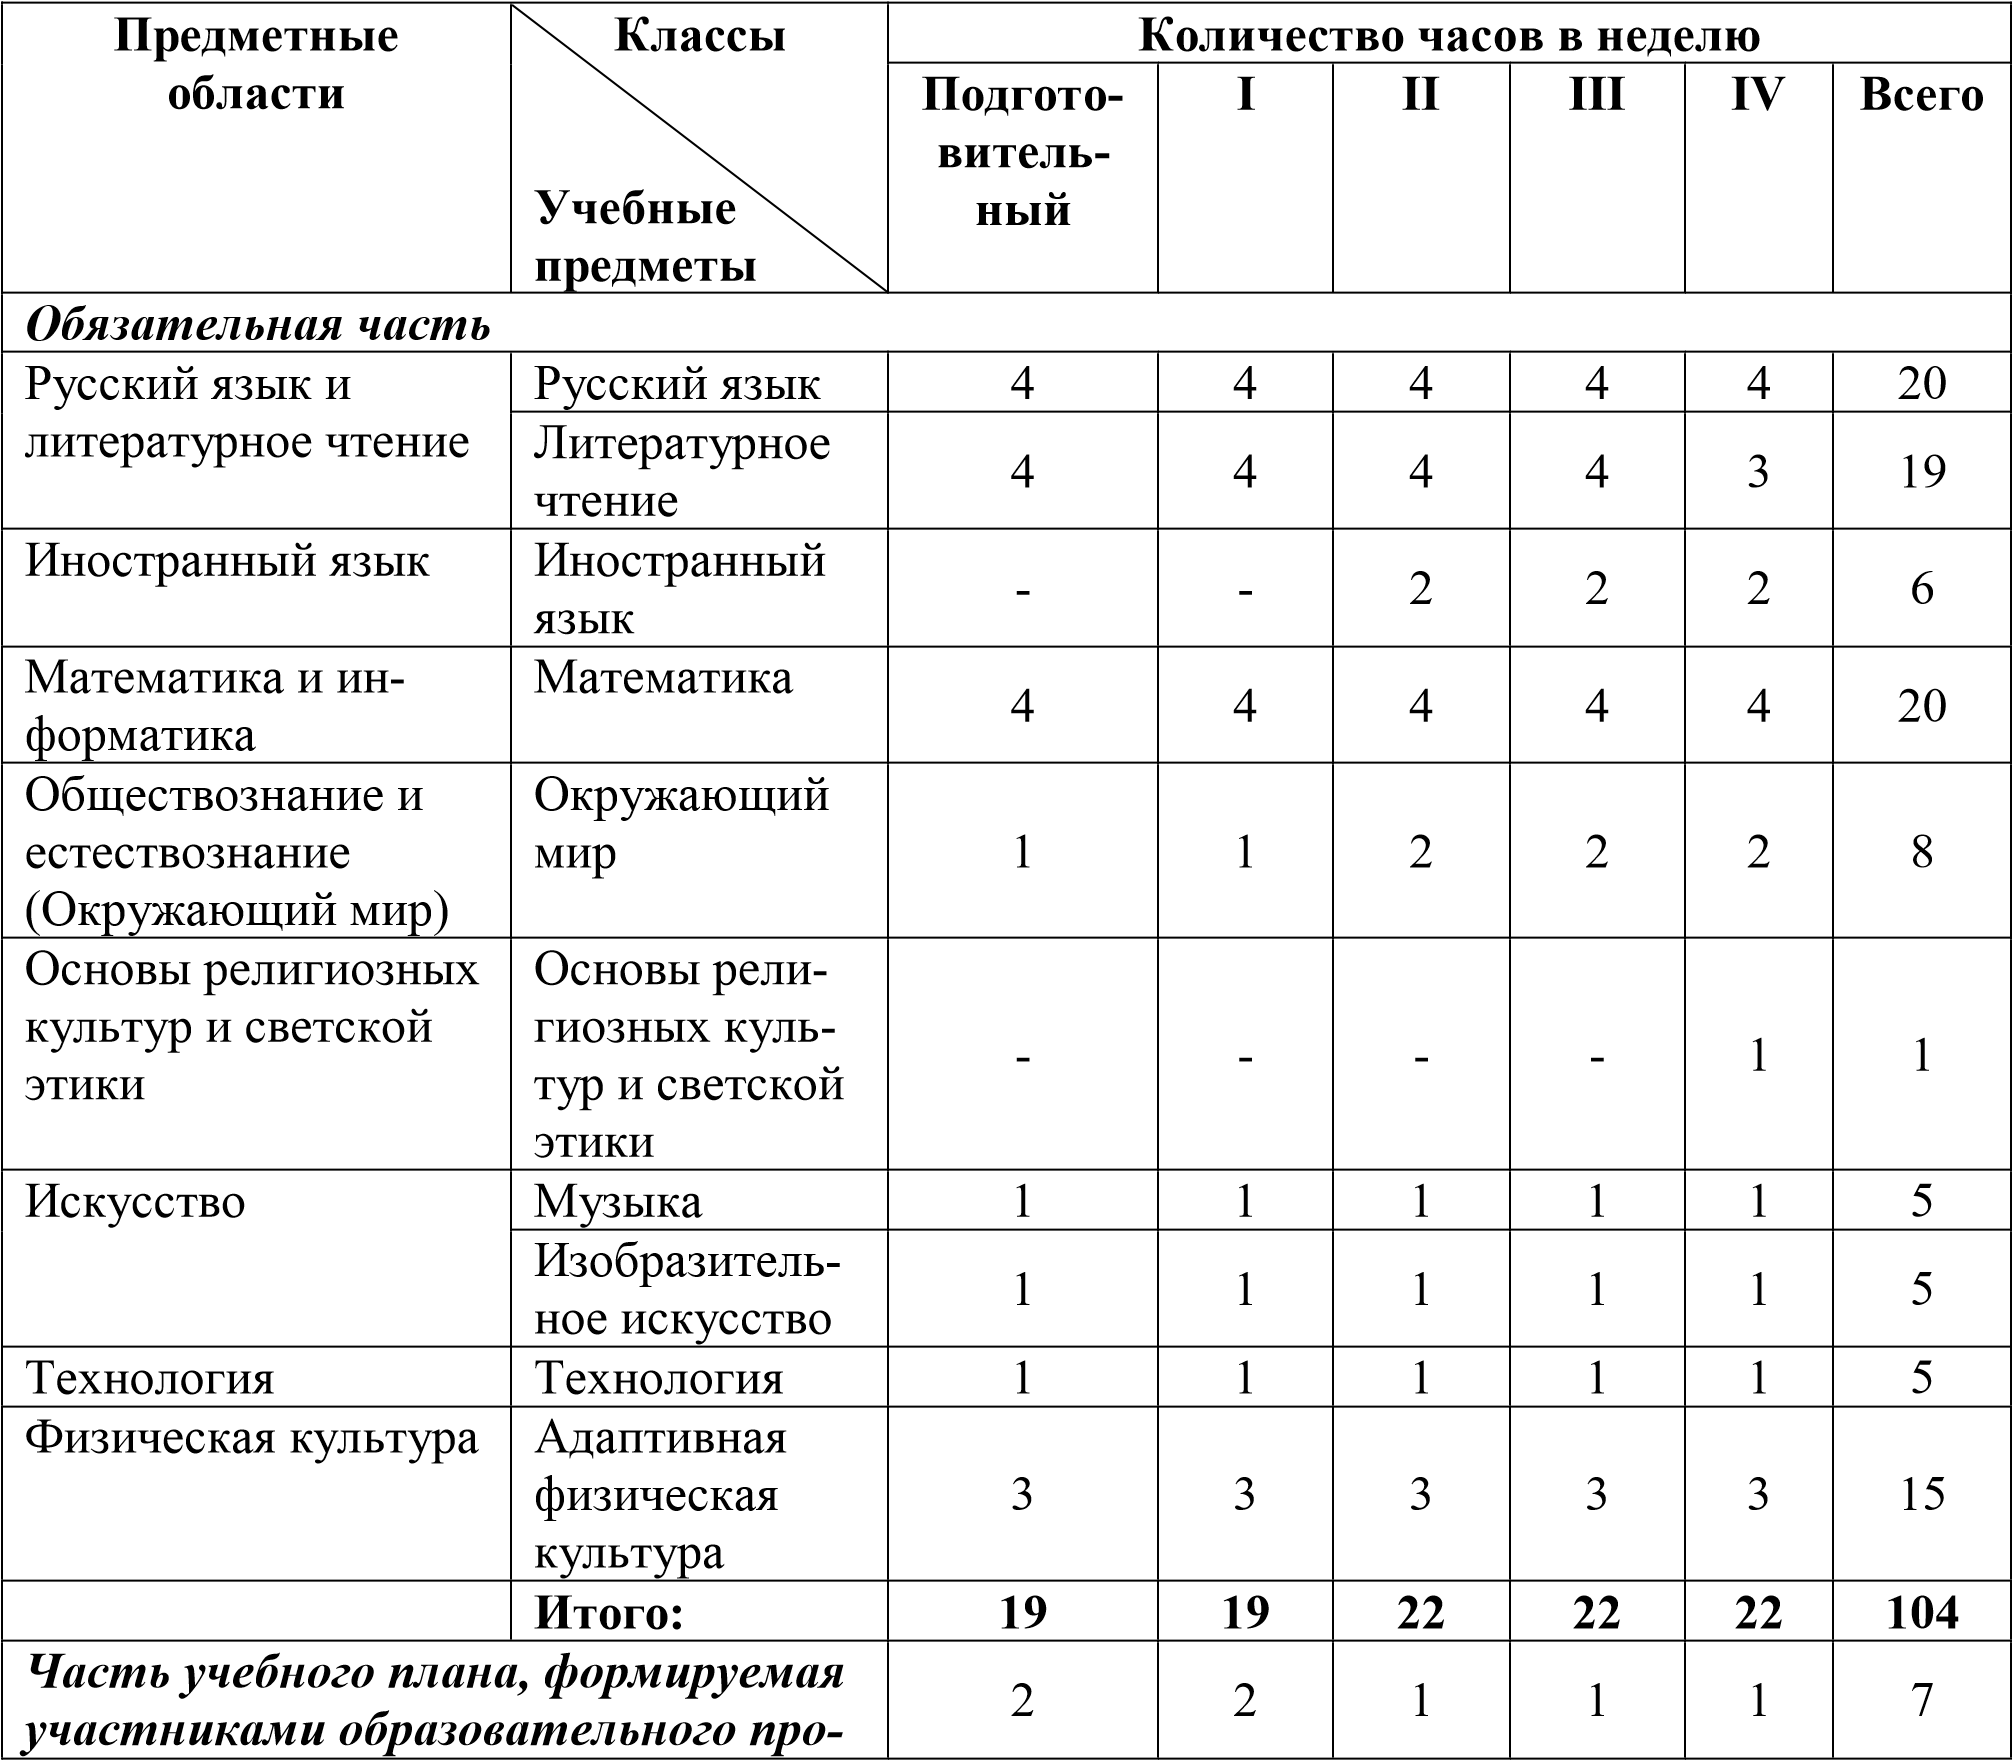 Предметные области
Классы
Учебные предметы
Количество часов в неделю
Подгото-
витель-
ный
I
II
III
IV
Всего
Обязательная часть
Русский язык и
литературное чтение
Русский язык
4
4
4
4
4
20
Литературное
чтение
4
4
4
4
3
19
Иностранный язык
Иностранный
язык
-
-
2
2
2
6
Математика и ин-
форматика
Математика
4
4
4
4
4
20
Обществознание и
естествознание
(Окружающий мир)
Окружающий
мир
1
1
2
2
2
8
Основы религиозных
культур и светской
этики
Основы рели-
гиозных куль-
тур и светской
этики
-
-
-
-
1
1
Искусство
Музыка
1
1
1
1
1
5
Изобразитель-
ное искусство
1
1
1
1
1
5
Технология
Технология
1
1
1
1
1
5
Физическая культура
Адаптивная
физическая
культура
3
3
3
3
3
15
Итого:
19
19
22
22
22
104
Часть учебного плана, формируемая
участниками образовательного про-
2
2
1
1
1
7